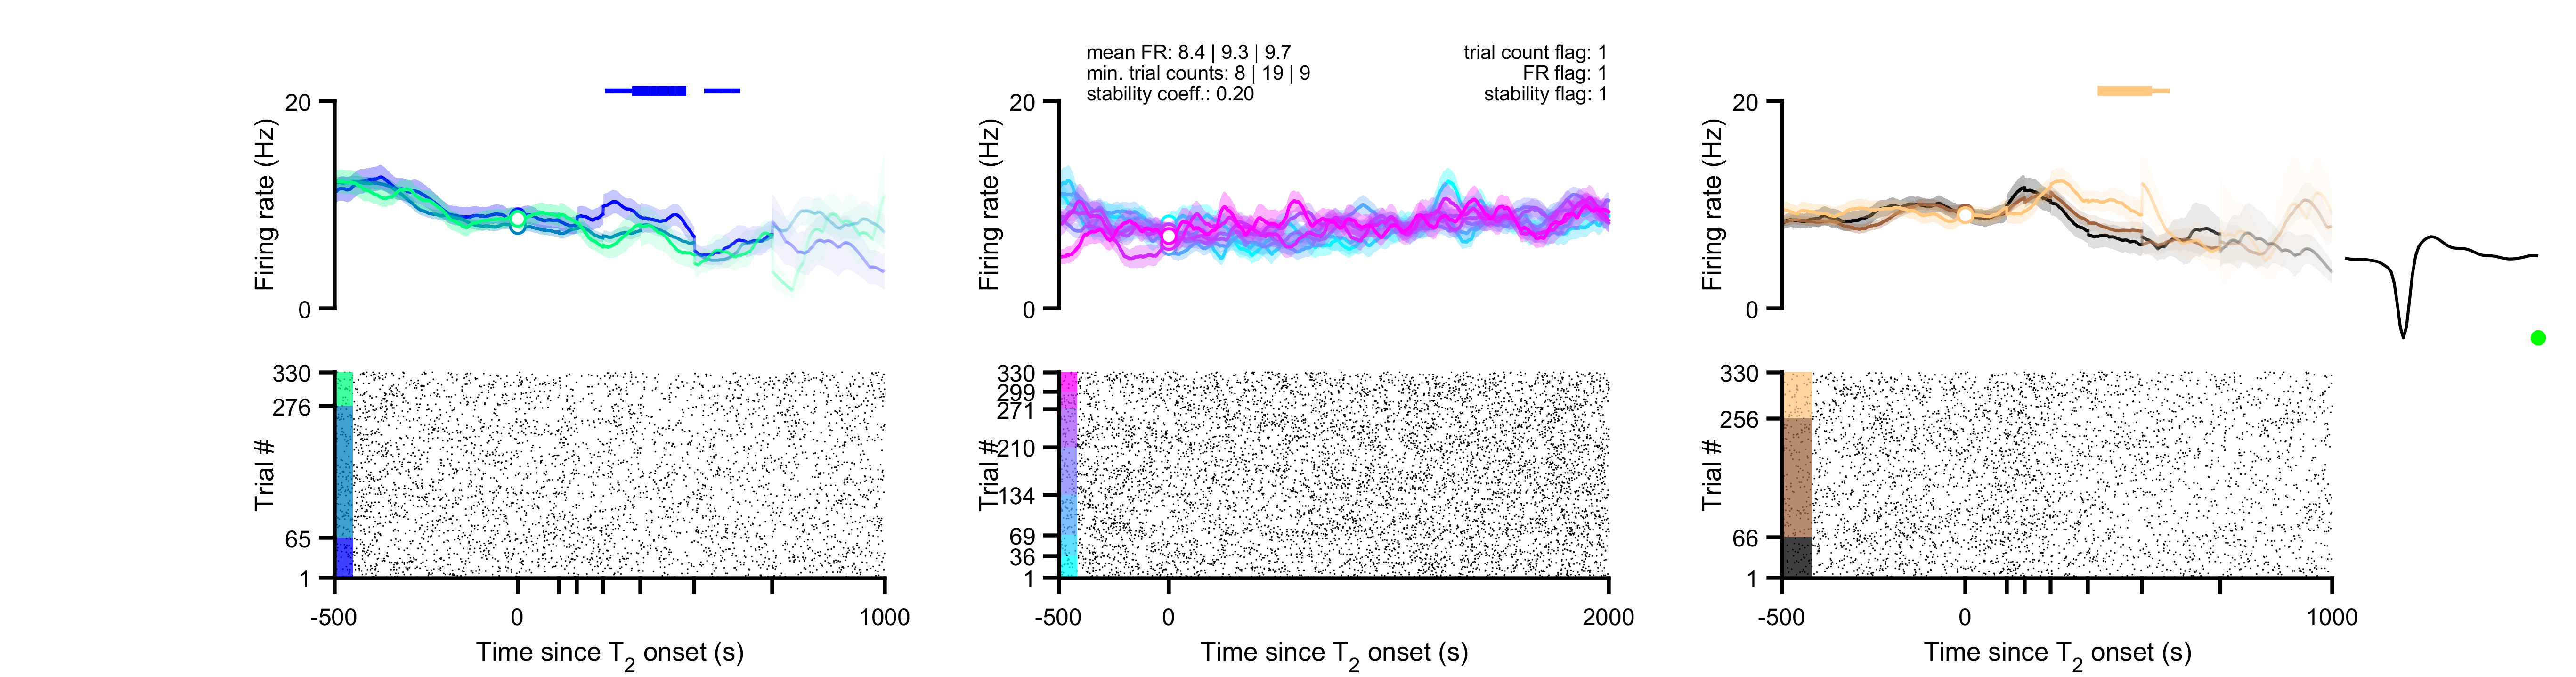 mean FR: 8.4 | 9.3 | 9.7
min. trial counts: 8 | 19 | 9
stability coeff.: 0.20
trial count flag: 1
FR flag: 1
stability flag: 1
20
Firing rate (Hz)
0
20
Firing rate (Hz)
0
20
Firing rate (Hz)
0
330
276
Trial #
65
1
-500
0
1000
Time since T2 onset (s)
330
299
271
210
Trial #
134
69
36
1
-500
0
2000
Time since T2 onset (s)
330
256
Trial #
66
1
-500
0
1000
Time since T2 onset (s)